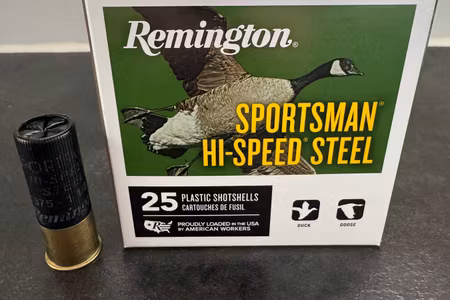 Remington®
SPORTSMAN®
HI-SPEED® STEEL
25 PLASTIC SHOTSHELLS
CARTOUCHES DE FUSIL
PROUDLY LOADED IN THE USA
BY AMERICAN WORKERS
DUCK
GOOSE
Remington